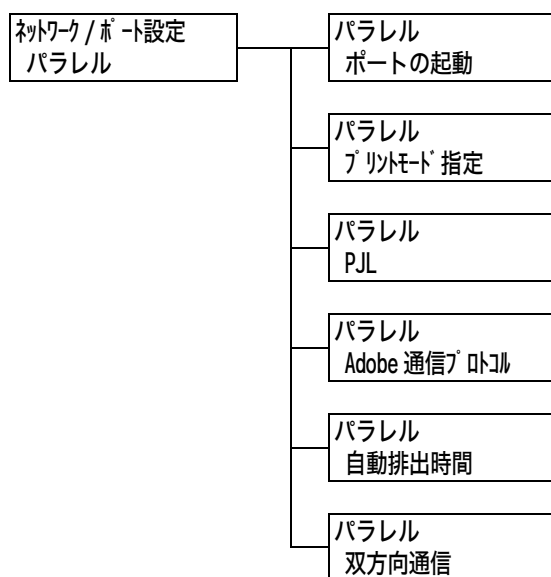 ﾈｯﾄﾜｰｸ / ﾎﾟｰﾄ設定
パラレル
パラレル
ポートの起動
パラレル
ﾌﾟﾘﾝﾄﾓｰﾄﾞ指定
パラレル
PJL
パラレル
Adobe 通信ﾌﾟﾛﾄｺﾙ
パラレル
自動排出時間
パラレル
双方向通信